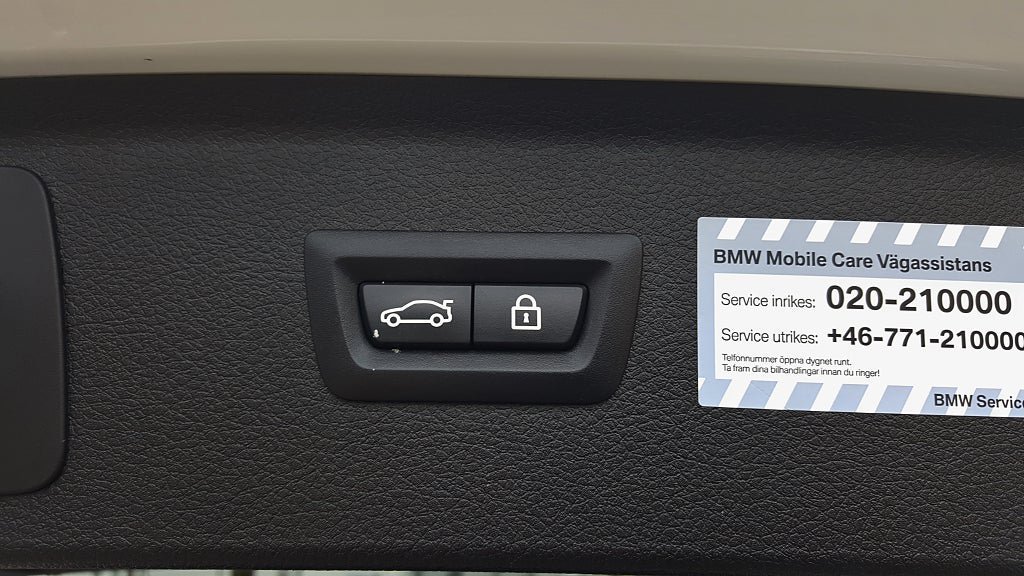 BMW Mobile Care Vägassistans
Service inrikes: 020-210000
Service utrikes: +46-771-210000
Telfonnummer öppna dygnet runt.
Ta fram dina bilhandlingar innan du ringer!
BMW Service